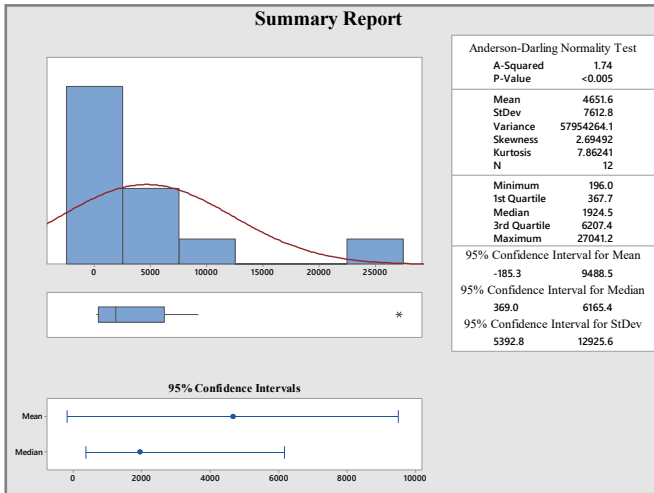 Summary Report
0 5000 10000 15000 20000 25000
*
95% Confidence Intervals
Mean
Median
0 2000 4000 6000 8000 10000
Anderson-Darling Normality Test
A-Squared 1.74
P-Value <0.005
Mean 4651.6
StDev 7612.8
Variance 57954264.1
Skewness 2.69492
Kurtosis 7.86241
N 12
Minimum 196.0
1st Quartile 367.7
Median 1924.5
3rd Quartile 6207.4
Maximum 27041.2
95% Confidence Interval for Mean
-185.3 9488.5
95% Confidence Interval for Median
369.0 6165.4
95% Confidence Interval for StDev
5392.8 12925.6